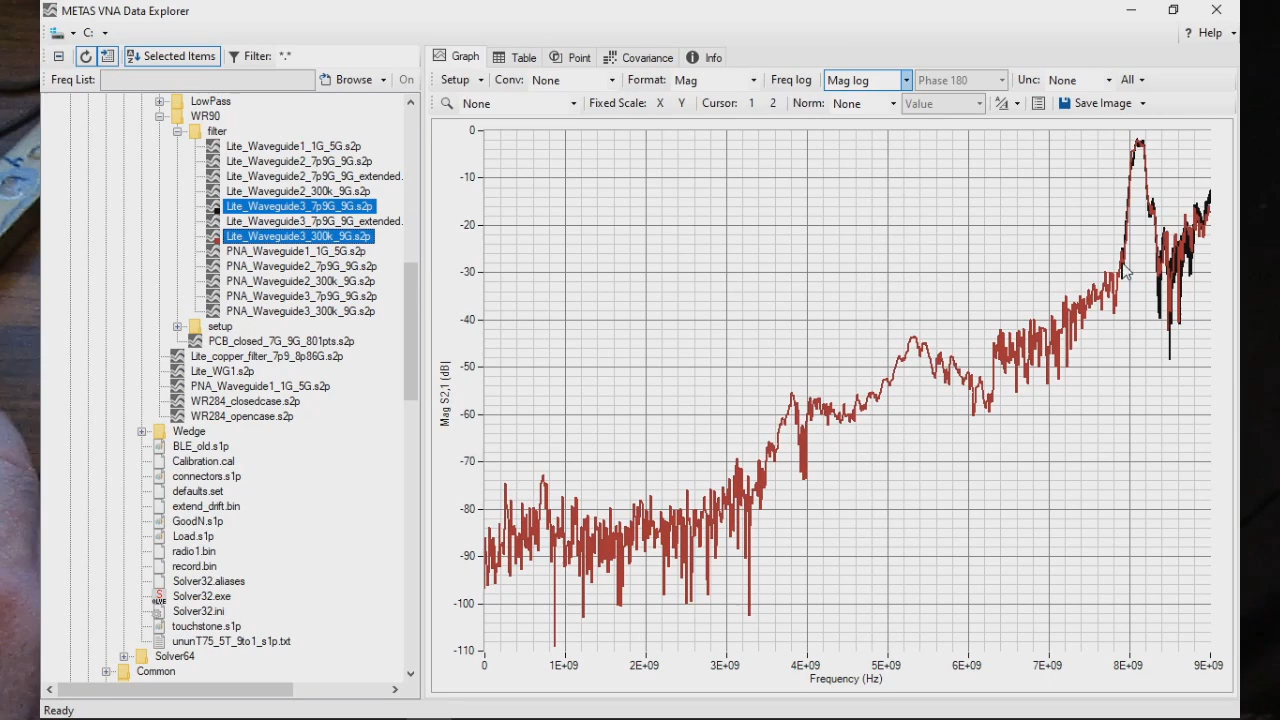 METAS VNA Data Explorer
C:
Help
Selected Items
Filter: *.*
Freq List:
Browse
On
LowPass
WR90
filter
Lite_Waveguide1_1G_5G.s2p
Lite_Waveguide2_7p9G_9G.s2p
Lite_Waveguide2_7p9G_9G_extended.
Lite_Waveguide2_300k_9G.s2p
Lite_Waveguide3_7p9G_9G.s2p
Lite_Waveguide3_7p9G_9G_extended.
Lite_Waveguide3_300k_9G.s2p
PNA_Waveguide1_1G_5G.s2p
PNA_Waveguide2_7p9G_9G.s2p
PNA_Waveguide2_300k_9G.s2p
PNA_Waveguide3_7p9G_9G.s2p
PNA_Waveguide3_300k_9G.s2p
setup
PCB_closed_7G_9G_801pts.s2p
Lite_copper_filter_7p9_8p86G.s2p
Lite_WG1.s2p
PNA_Waveguide1_1G_5G.s2p
WR284_closedcase.s2p
WR284_opencase.s2p
Wedge
BLE_old.s1p
Calibration.cal
connectors.s1p
defaults.set
extend_drift.bin
GoodN.s1p
Load.s1p
radio1.bin
record.bin
Solver32.aliases
Solver32.exe
Solver32.ini
touchstone.s1p
ununT75_5T_9to1_s1p.txt
Solver64
Common
Ready
Graph Table Point Covariance Info
Setup Conv: None Format: Mag Freq log Mag log Phase 180 Unc: None All
None Fixed Scale: X Y Cursor: 1 2 Norm: None Value Save Image
0
-10
-20
-30
-40
-50
-60
-70
-80
-90
-100
-110
Mag S2,1 [dB]
0 1E+09 2E+09 3E+09 4E+09 5E+09 6E+09 7E+09 8E+09 9E+09
Frequency (Hz)